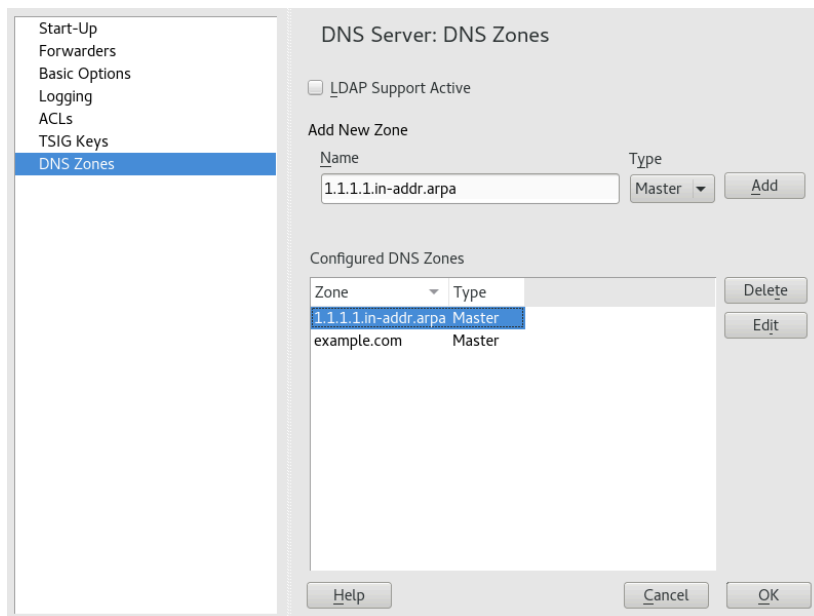 Start-Up
Forwarders
Basic Options
Logging
ACLs
TSIG Keys
DNS Zones
DNS Server: DNS Zones
LDAP Support Active
Add New Zone
Name Type
1.1.1.1.in-addr.arpa Master Add
Configured DNS Zones
Zone Type Delete
1.1.1.1.in-addr.arpa Master Edit
example.com Master
Help Cancel OK